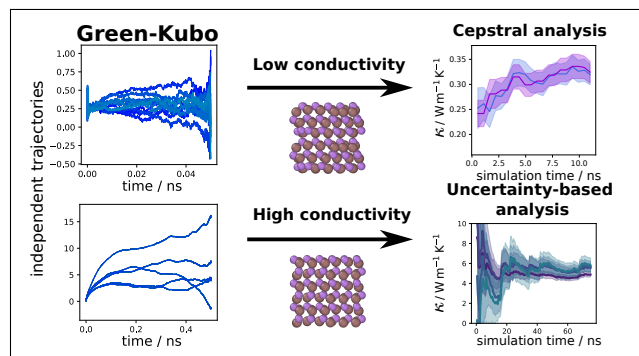 Green-Kubo
Cepstral analysis
Low conductivity
independent trajectories
1.00
0.75
0.50
0.25
0.00
−0.25
−0.50
0.00
0.02
0.04
time / ns
κ / W m⁻¹ K⁻¹
0.35
0.30
0.25
0.20
2.5
5.0
7.5
10.0
simulation time / ns
Uncertainty-based
analysis
High conductivity
15
10
5
0
0.0
0.2
0.4
time / ns
κ / W m⁻¹ K⁻¹
10
8
6
4
2
0
0
20
40
60
simulation time / ns